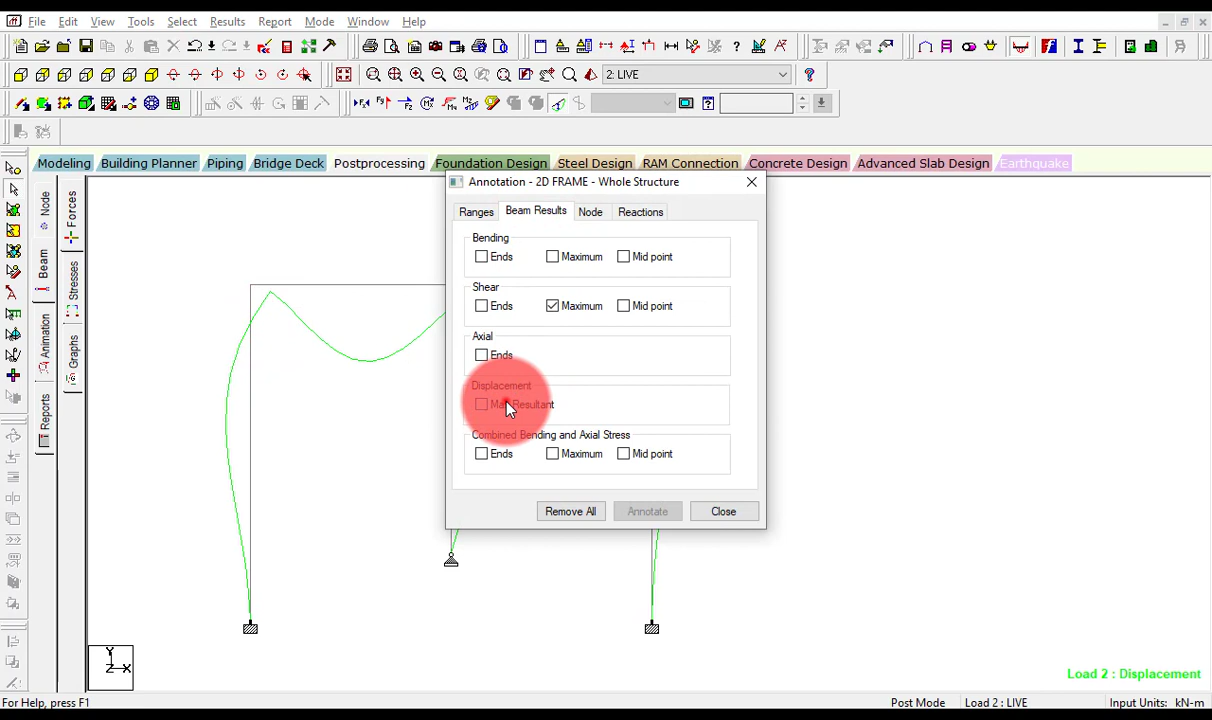 File Edit View Tools Select Results Report Mode Window Help
2: LIVE
Modeling Building Planner Piping Bridge Deck Postprocessing Foundation Design Steel Design RAM Connection Concrete Design Advanced Slab Design Earthquake
Node
Beam
Animation
Reports
Forces
Stresses
Graphs
Annotation - 2D FRAME - Whole Structure
Ranges Beam Results Node Reactions
Bending
Ends Maximum Mid point
Shear
Ends Maximum Mid point
Axial
Ends
Displacement
Max Resultant
Combined Bending and Axial Stress
Ends Maximum Mid point
Remove All Annotate Close
Y
Z X
Load 2 : Displacement
For Help, press F1 Post Mode Load 2 : LIVE Input Units: kN-m